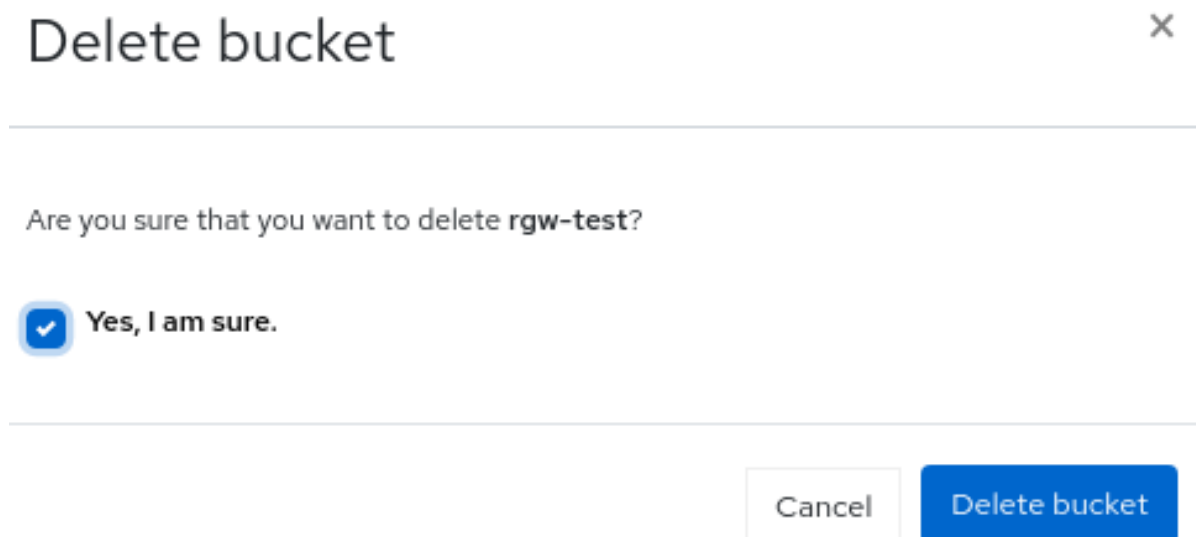 Delete bucket
Are you sure that you want to delete rgw-test?
Yes, I am sure.
Cancel
Delete bucket